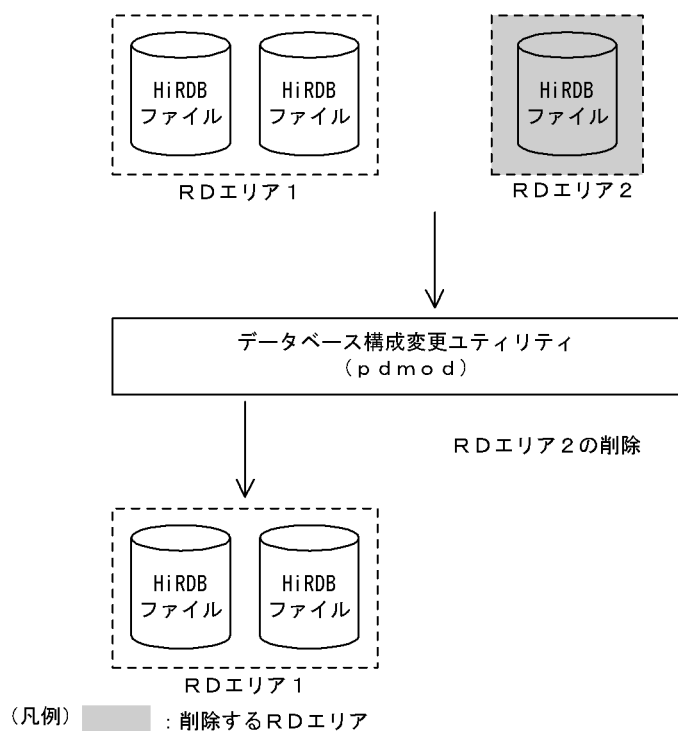 HiRDB
ファイル
HiRDB
ファイル
HiRDB
ファイル
ＲＤエリア１
ＲＤエリア２
データベース構成変更ユティリティ
（ｐｄｍｏｄ）
ＲＤエリア２の削除
HiRDB
ファイル
HiRDB
ファイル
ＲＤエリア１
（凡例）　：削除するＲＤエリア